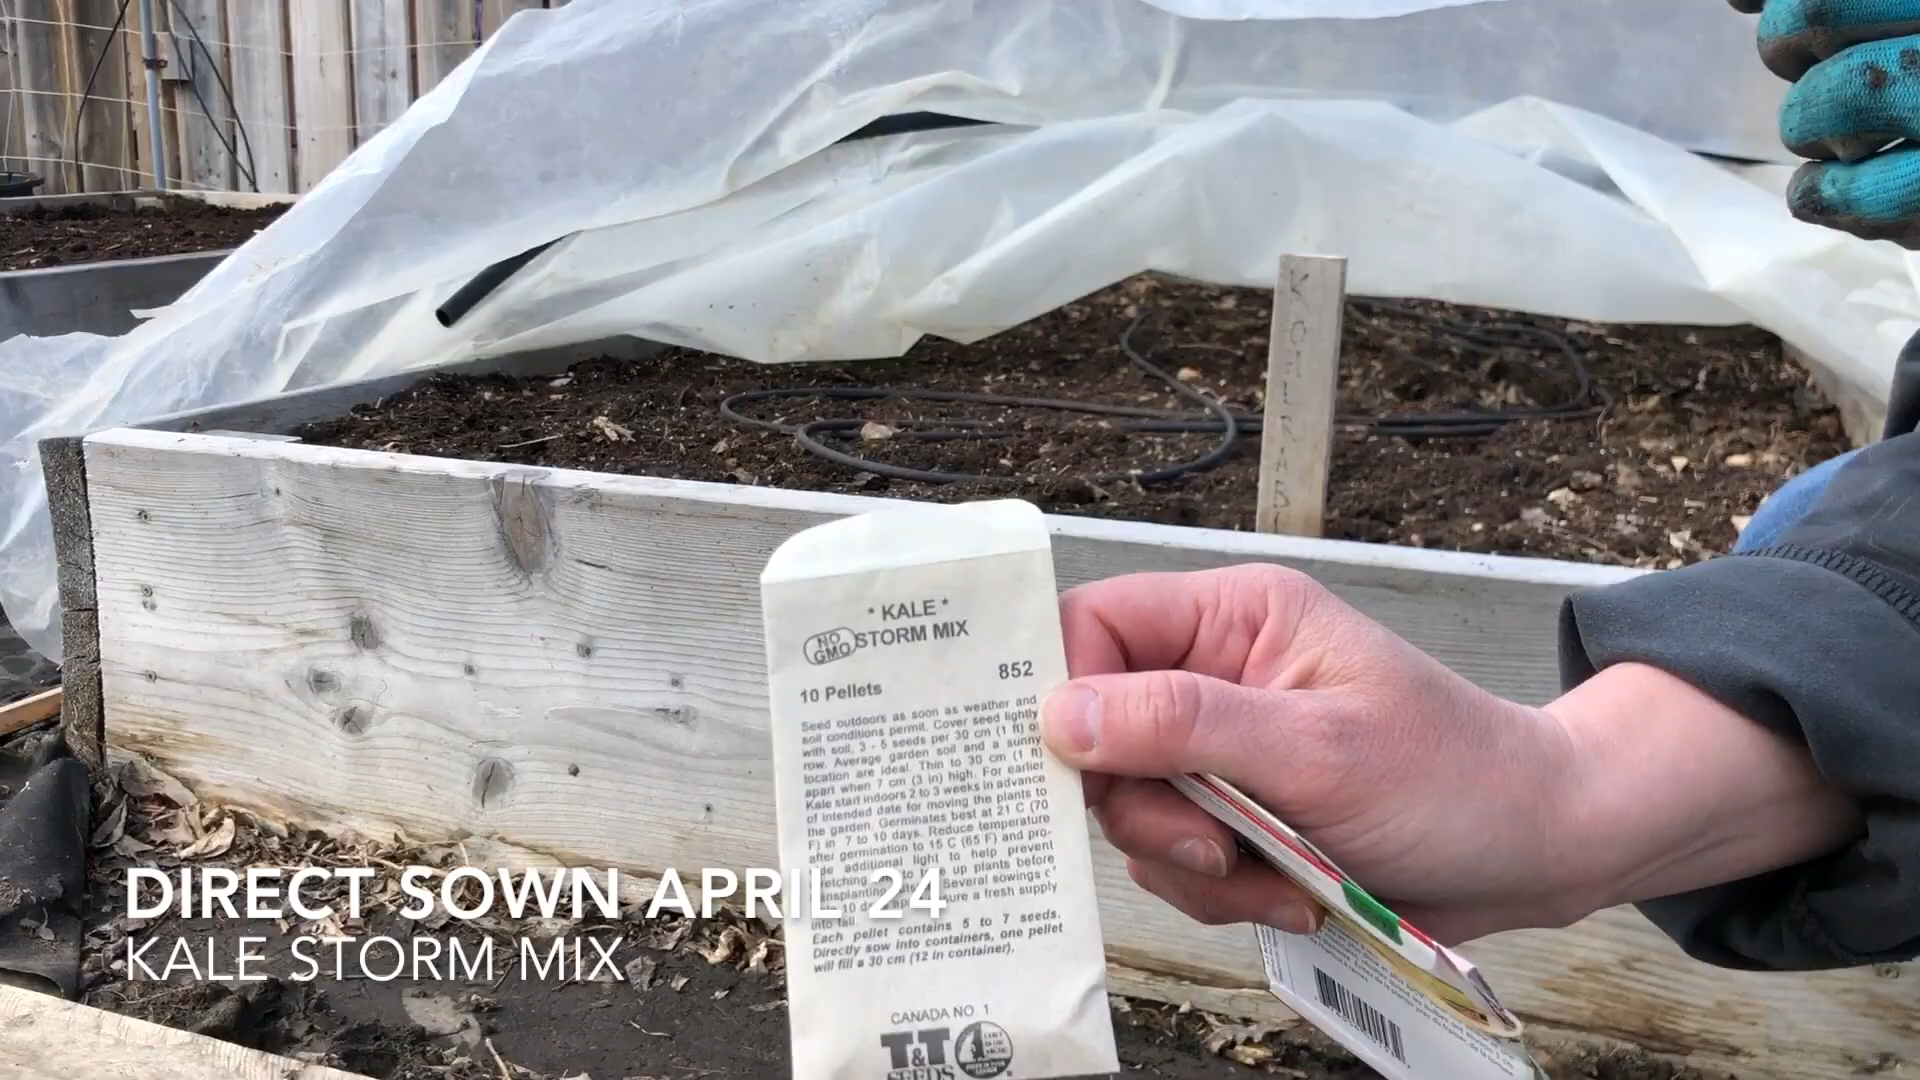 KOHLRABI
* KALE *
NO GMO STORM MIX
852
10 Pellets
Seed outdoors as soon as weather and
soil conditions permit. Cover seed lightly
with soil, 3 - 5 seeds per 30 cm (1 ft) of
row. Average garden soil and a sunny
location are ideal. Thin to 30 cm (1 ft)
apart when 7 cm (3 in) high. For earlier
Kale start indoors 2 to 3 weeks in advance
of intended date for moving the plants to
the garden. Germinates best at 21 C (70
F) in 7 to 10 days. Reduce temperature
after germination to 15 C (65 F) and pro-
additional light to help prevent
up plants before
Several sowings
10 a fresh supply
into fall.
Each pellet contains 5 to 7 seeds.
Directly sow into containers, one pellet
will fill a 30 cm (12 in container).
CANADA NO. 1
T&T
SEEDS
DIRECT SOWN APRIL 24
KALE STORM MIX